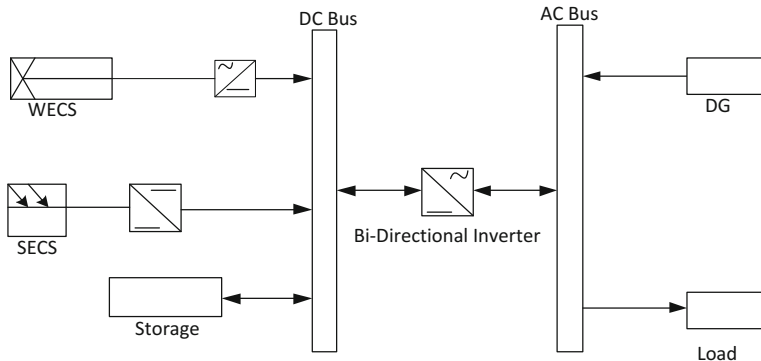 DC Bus
AC Bus
WECS
DG
SECS
Bi-Directional Inverter
Storage
Load